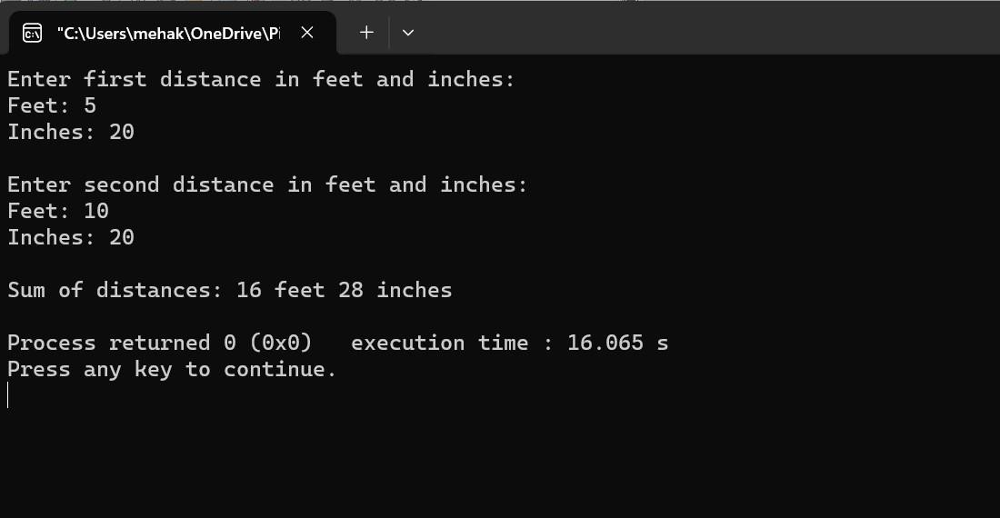 "C:\Users\mehak\OneDrive\Pi
Enter first distance in feet and inches:
Feet: 5
Inches: 20
Enter second distance in feet and inches:
Feet: 10
Inches: 20
Sum of distances: 16 feet 28 inches
Process returned 0 (0x0)   execution time : 16.065 s
Press any key to continue.